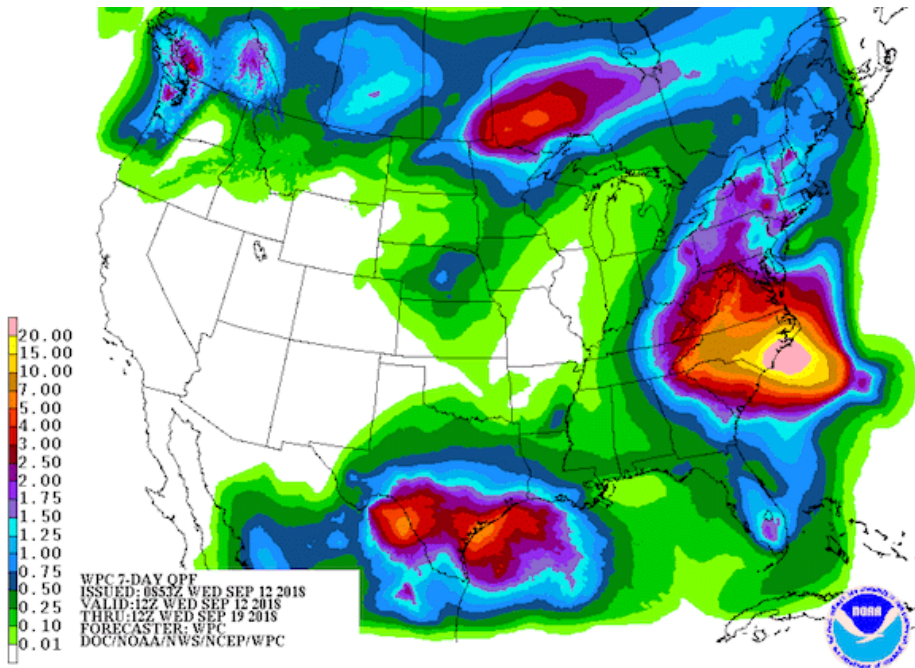 20.00
15.00
10.00
7.00
5.00
4.00
3.00
2.50
2.00
1.75
1.50
1.25
1.00
0.75
0.50
0.25
0.10
0.01
WPC 7-DAY QPF
ISSUED: 0853Z WED SEP 12 2018
VALID:12Z WED SEP 12 2018
THRU:12Z WED SEP 19 2018
FORECASTER: WPC
DOC/NOAA/NWS/NCEP/WPC
NOAA